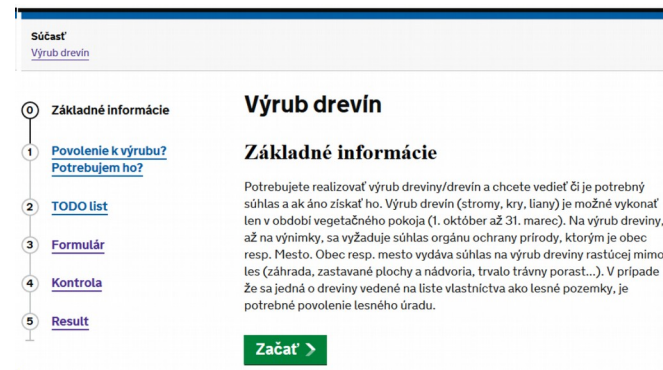 Súčasť
Výrub drevín
0 Základné informácie
1 Povolenie k výrubu?
Potrebujem ho?
2 TODO list
3 Formulár
4 Kontrola
5 Result
Výrub drevín
Základné informácie
Potrebujete realizovať výrub dreviny/drevín a chcete vedieť či je potrebný
súhlas a ak áno získať ho. Výrub drevín (stromy, kry, liany) je možné vykonať
len v období vegetačného pokoja (1. október až 31. marec). Na výrub dreviny,
až na výnimky, sa vyžaduje súhlas orgánu ochrany prírody, ktorým je obec
resp. Mesto. Obec resp. mesto vydáva súhlas na výrub dreviny rastúcej mimo
les (záhrada, zastavané plochy a nádvoria, trvalo trávny porast...). V prípade
že sa jedná o dreviny vedené na liste vlastníctva ako lesné pozemky, je
potrebné povolenie lesného úradu.
Začať